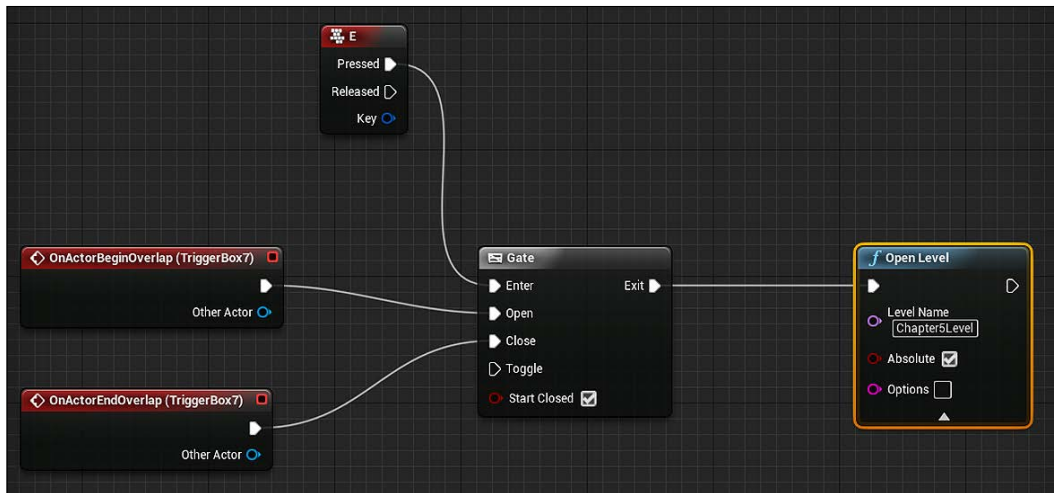 E
Pressed
Released
Key
OnActorBeginOverlap (TriggerBox7)
Other Actor
OnActorEndOverlap (TriggerBox7)
Other Actor
Gate
Enter
Exit
Open
Close
Toggle
Start Closed
f Open Level
Level Name
Chapter5Level
Absolute
Options